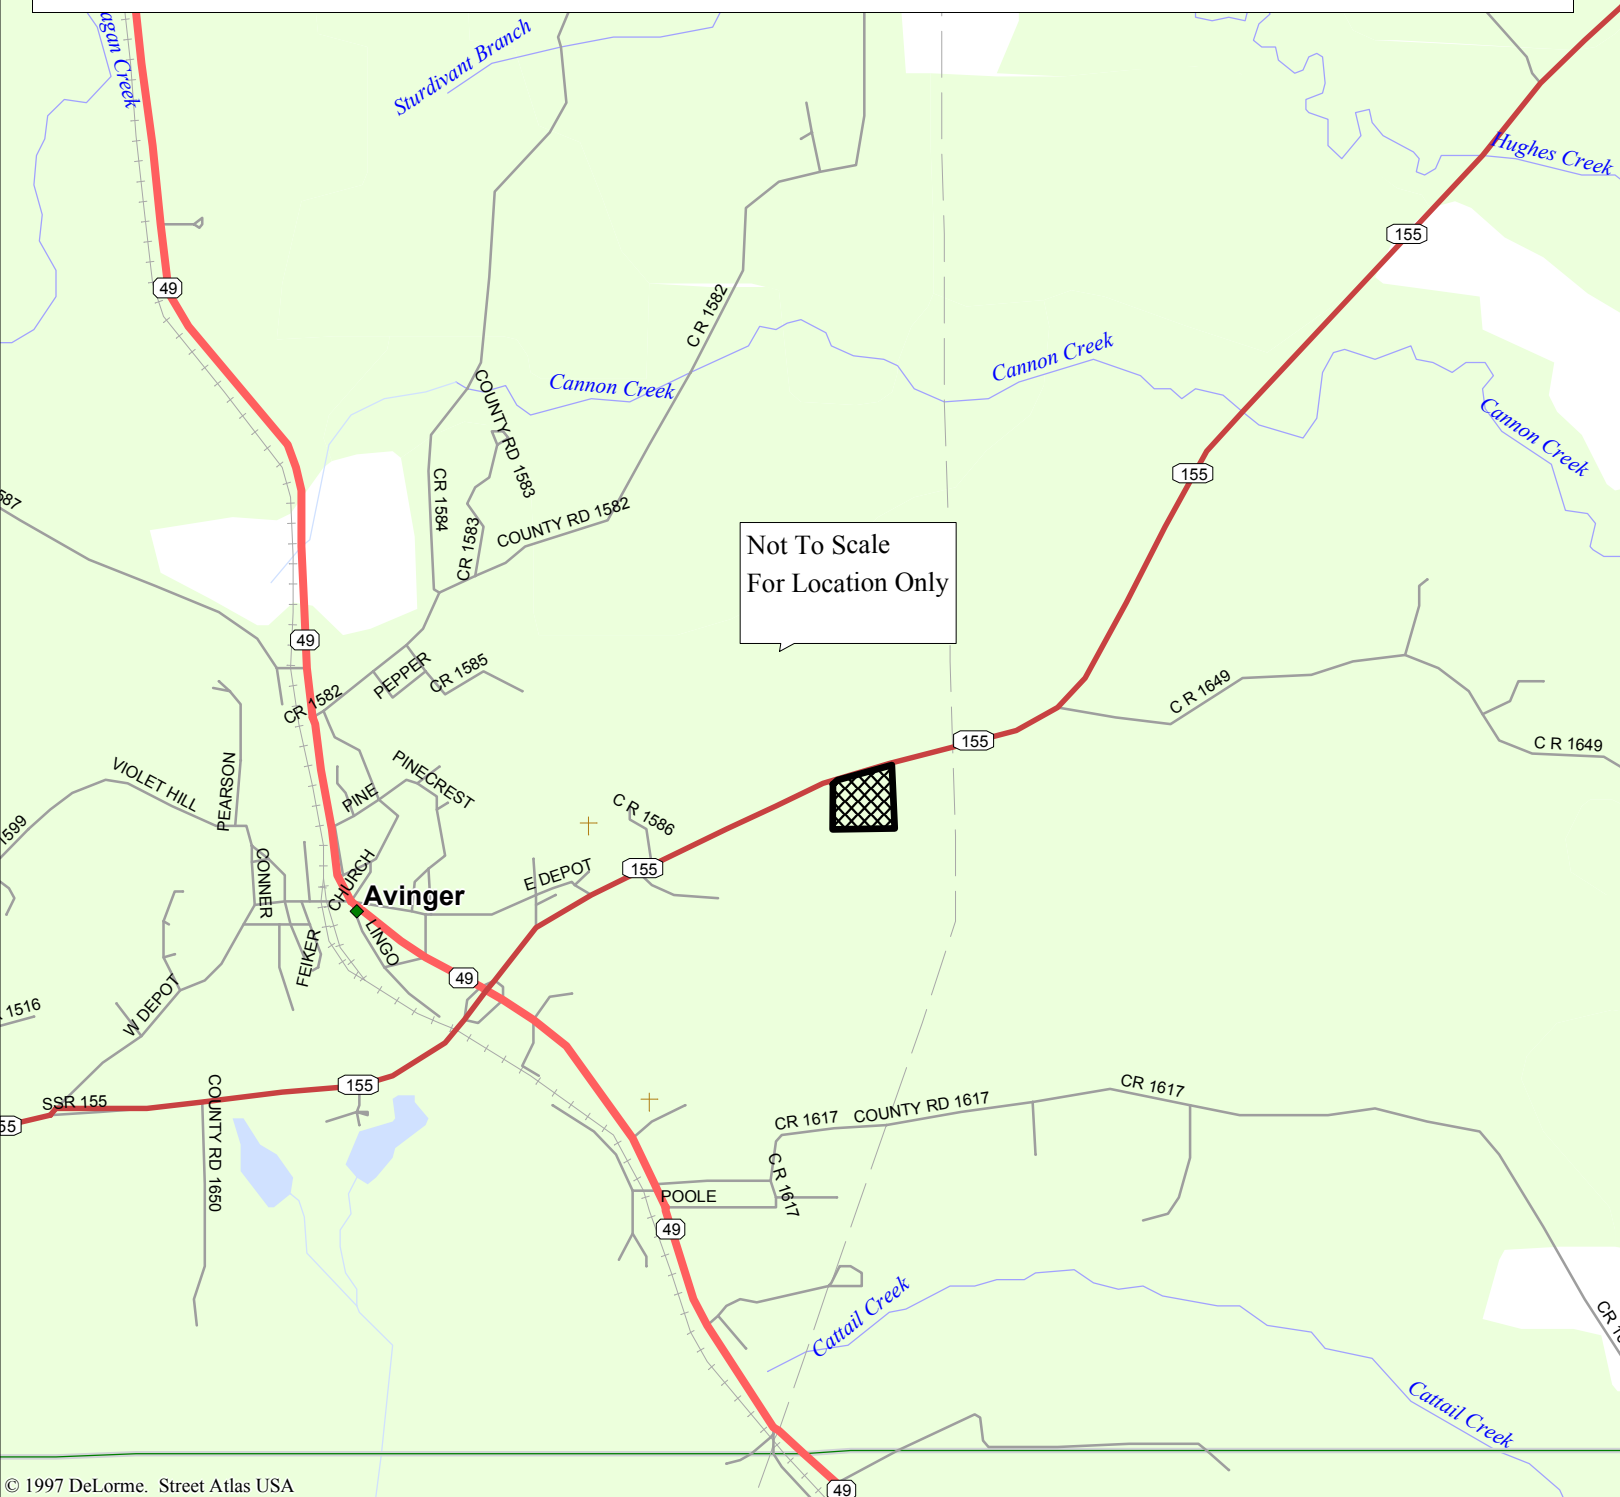 agan Creek
Sturdivant Branch
Hughes Creek
155
49
C R 1582
Cannon Creek
Cannon Creek
Cannon Creek
COUNTY RD 1583
155
CR 1584
587
COUNTY RD 1582
CR 1583
Not To Scale
For Location Only
49
PEPPER
CR 1585
CR 1582
C R 1649
155
C R 1649
VIOLET HILL
PEARSON
PINE
PINECREST
C R 1586
1599
CONNER
CHURCH
E DEPOT
155
Avinger
LINGO
FEIKER
49
W DEPOT
1516
SSR 155
155
55
COUNTY RD 1650
CR 1617
COUNTY RD 1617
CR 1617
C R 1617
POOLE
49
Cattail Creek
Cattail Creek
© 1997 DeLorme. Street Atlas USA
49